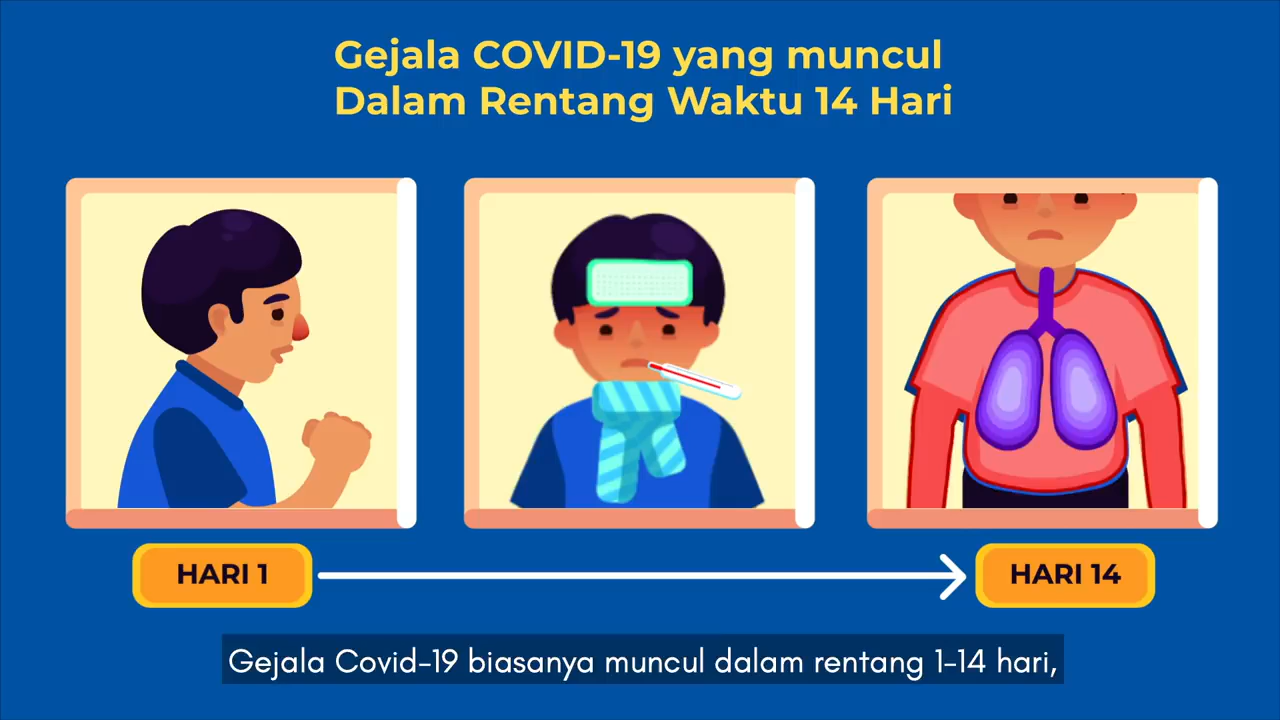 Gejala COVID-19 yang muncul
Dalam Rentang Waktu 14 Hari
HARI 1
HARI 14
Gejala Covid-19 biasanya muncul dalam rentang 1-14 hari,